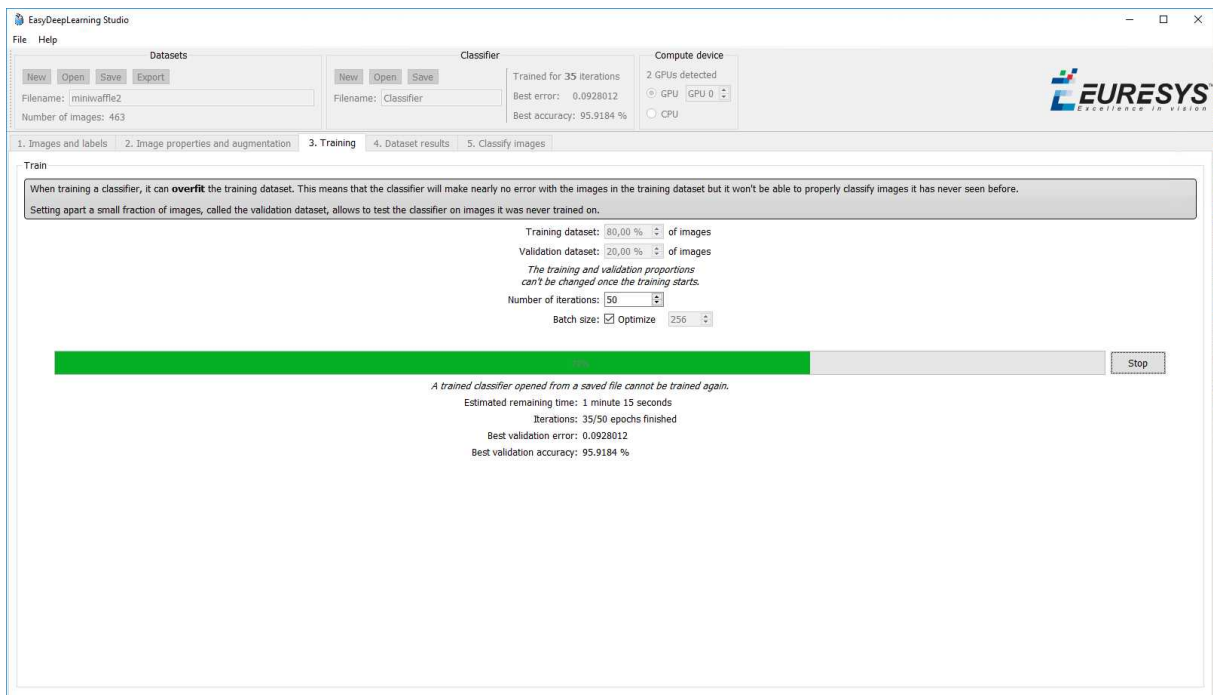 EasyDeepLearning Studio
File Help
Datasets
New Open Save Export
Filename: miniwaffle2
Number of images: 463
Classifier
New Open Save
Filename: Classifier
Trained for 35 iterations
Best error: 0.0928012
Best accuracy: 95.9184 %
Compute device
2 GPUs detected
GPU GPU 0
CPU
EURESYS
Excellence in vision
1. Images and labels 2. Image properties and augmentation 3. Training 4. Dataset results 5. Classify images
Train
When training a classifier, it can overfit the training dataset. This means that the classifier will make nearly no error with the images in the training dataset but it won't be able to properly classify images it has never seen before.
Setting apart a small fraction of images, called the validation dataset, allows to test the classifier on images it was never trained on.
Training dataset: 80,00 % of images
Validation dataset: 20,00 % of images
The training and validation proportions
can't be changed once the training starts.
Number of iterations: 50
Batch size: Optimize 256
Stop
A trained classifier opened from a saved file cannot be trained again.
Estimated remaining time: 1 minute 15 seconds
Iterations: 35/50 epochs finished
Best validation error: 0.0928012
Best validation accuracy: 95.9184 %